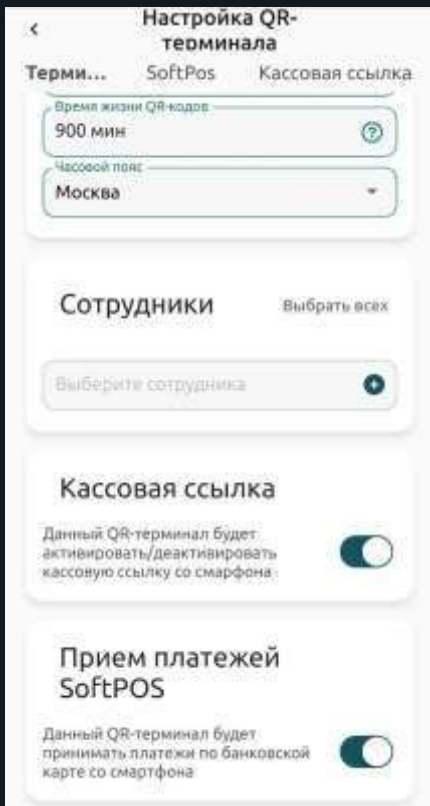 Настройка QR-
терминала
Терми... SoftPos Кассовая ссылка
Время жизни QR-кодов
900 мин
Часовой пояс
Москва
Сотрудники Выбрать всех
Выберите сотрудника
Кассовая ссылка
Данный QR-терминал будет
активировать/деактивировать
кассовую ссылку со смарфона
Прием платежей
SoftPOS
Данный QR-терминал будет
принимать платежи по банковской
карте со смартфона